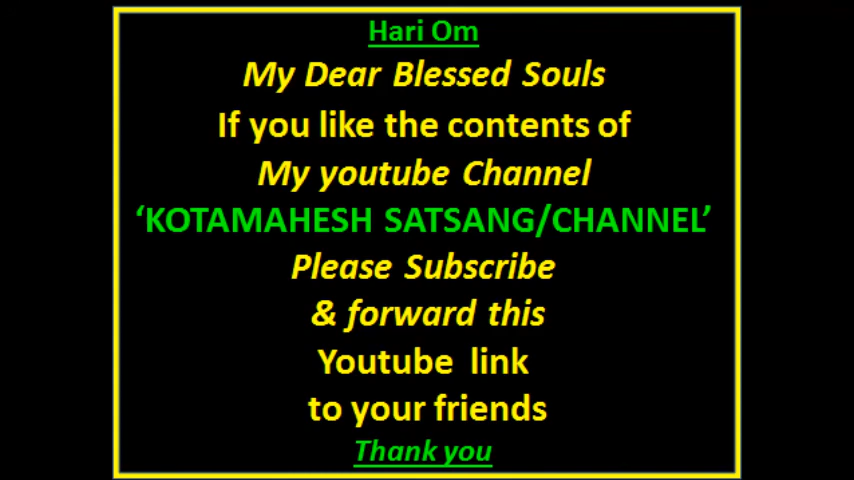 Hari Om
My Dear Blessed Souls
If you like the contents of
My youtube Channel
‘KOTAMAHESH SATSANG/CHANNEL’
Please Subscribe
& forward this
Youtube link
to your friends
Thank you